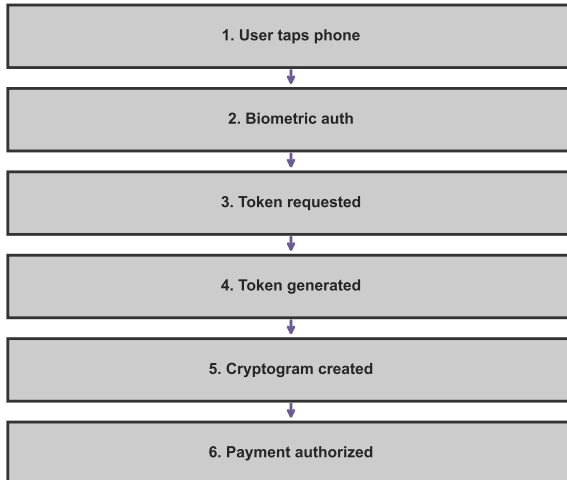 1. User taps phone
2. Biometric auth
3. Token requested
4. Token generated
5. Cryptogram created
6. Payment authorized